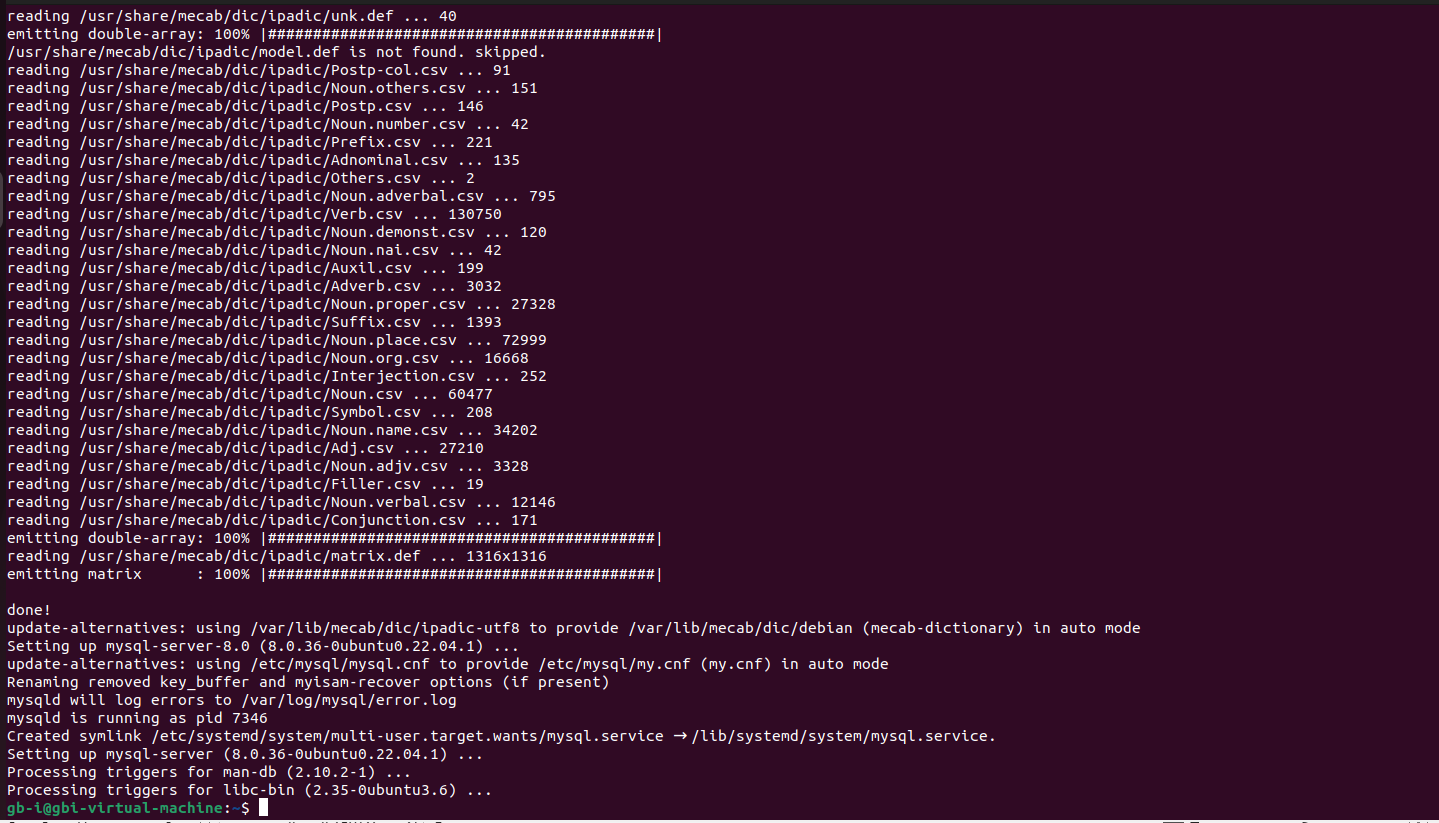 reading /usr/share/mecab/dic/ipadic/unk.def ... 40
emitting double-array: 100% |###########################################|
/usr/share/mecab/dic/ipadic/model.def is not found. skipped.
reading /usr/share/mecab/dic/ipadic/Postp-col.csv ... 91
reading /usr/share/mecab/dic/ipadic/Noun.others.csv ... 151
reading /usr/share/mecab/dic/ipadic/Postp.csv ... 146
reading /usr/share/mecab/dic/ipadic/Noun.number.csv ... 42
reading /usr/share/mecab/dic/ipadic/Prefix.csv ... 221
reading /usr/share/mecab/dic/ipadic/Adnominal.csv ... 135
reading /usr/share/mecab/dic/ipadic/Others.csv ... 2
reading /usr/share/mecab/dic/ipadic/Noun.adverbal.csv ... 795
reading /usr/share/mecab/dic/ipadic/Verb.csv ... 130750
reading /usr/share/mecab/dic/ipadic/Noun.demonst.csv ... 120
reading /usr/share/mecab/dic/ipadic/Noun.nai.csv ... 42
reading /usr/share/mecab/dic/ipadic/Auxil.csv ... 199
reading /usr/share/mecab/dic/ipadic/Adverb.csv ... 3032
reading /usr/share/mecab/dic/ipadic/Noun.proper.csv ... 27328
reading /usr/share/mecab/dic/ipadic/Suffix.csv ... 1393
reading /usr/share/mecab/dic/ipadic/Noun.place.csv ... 72999
reading /usr/share/mecab/dic/ipadic/Noun.org.csv ... 16668
reading /usr/share/mecab/dic/ipadic/Interjection.csv ... 252
reading /usr/share/mecab/dic/ipadic/Noun.csv ... 60477
reading /usr/share/mecab/dic/ipadic/Symbol.csv ... 208
reading /usr/share/mecab/dic/ipadic/Noun.name.csv ... 34202
reading /usr/share/mecab/dic/ipadic/Adj.csv ... 27210
reading /usr/share/mecab/dic/ipadic/Noun.adjv.csv ... 3328
reading /usr/share/mecab/dic/ipadic/Filler.csv ... 19
reading /usr/share/mecab/dic/ipadic/Noun.verbal.csv ... 12146
reading /usr/share/mecab/dic/ipadic/Conjunction.csv ... 171
emitting double-array: 100% |###########################################|
reading /usr/share/mecab/dic/ipadic/matrix.def ... 1316x1316
emitting matrix      : 100% |###########################################|

done!
update-alternatives: using /var/lib/mecab/dic/ipadic-utf8 to provide /var/lib/mecab/dic/debian (mecab-dictionary) in auto mode
Setting up mysql-server-8.0 (8.0.36-0ubuntu0.22.04.1) ...
update-alternatives: using /etc/mysql/mysql.cnf to provide /etc/mysql/my.cnf (my.cnf) in auto mode
Renaming removed key_buffer and myisam-recover options (if present)
mysqld will log errors to /var/log/mysql/error.log
mysqld is running as pid 7346
Created symlink /etc/systemd/system/multi-user.target.wants/mysql.service → /lib/systemd/system/mysql.service.
Setting up mysql-server (8.0.36-0ubuntu0.22.04.1) ...
Processing triggers for man-db (2.10.2-1) ...
Processing triggers for libc-bin (2.35-0ubuntu3.6) ...
gb-i@gbi-virtual-machine:~$